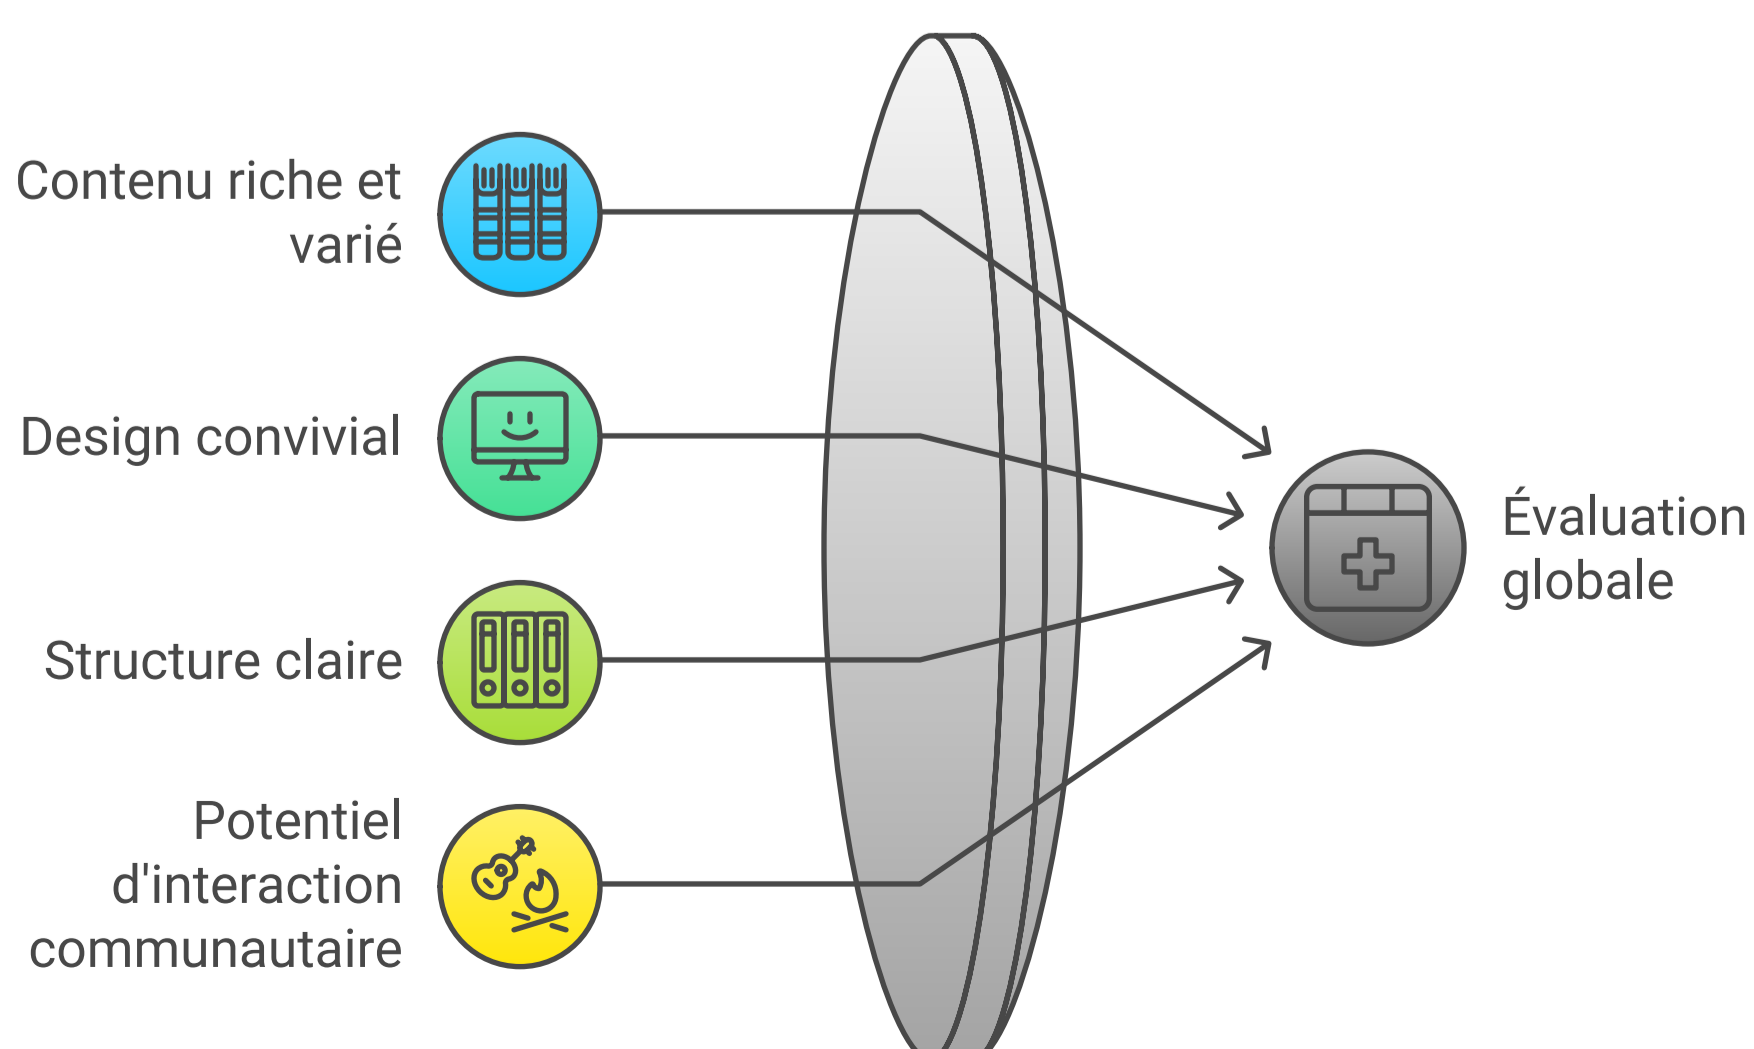 Contenu riche et
varié
Design convivial
Structure claire
Potentiel
d'interaction
communautaire
Évaluation
globale